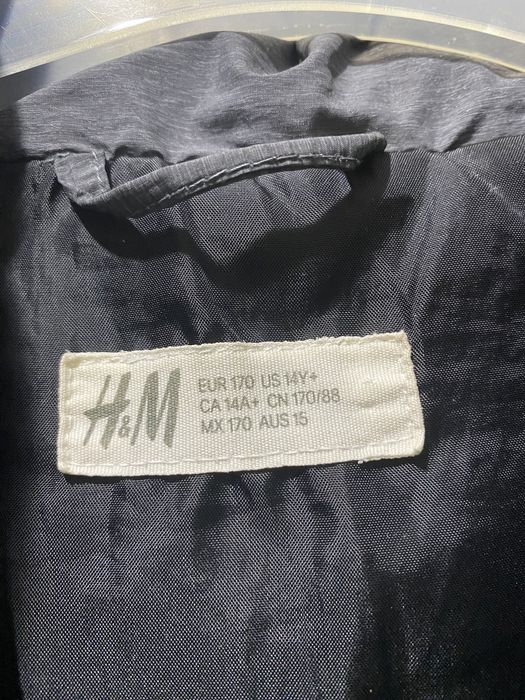 H&M
EUR 170 US 14Y+
CA 14A+ CN 170/88
MX 170 AUS 15